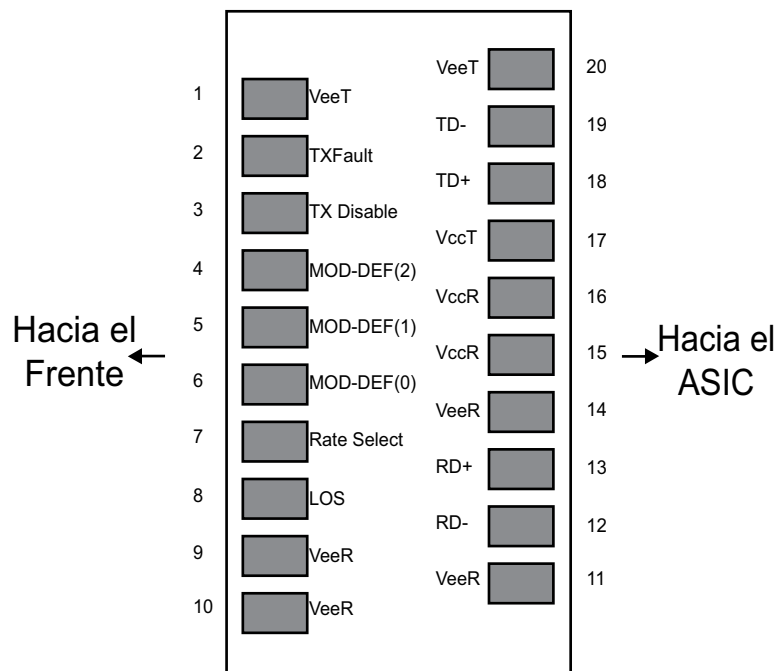 Hacia el
Frente
1 VeeT
2 TXFault
3 TX Disable
4 MOD-DEF(2)
5 MOD-DEF(1)
6 MOD-DEF(0)
7 Rate Select
8 LOS
9 VeeR
10 VeeR
VeeT 20
TD- 19
TD+ 18
VccT 17
VccR 16
VccR 15
VeeR 14
RD+ 13
RD- 12
VeeR 11
Hacia el
ASIC